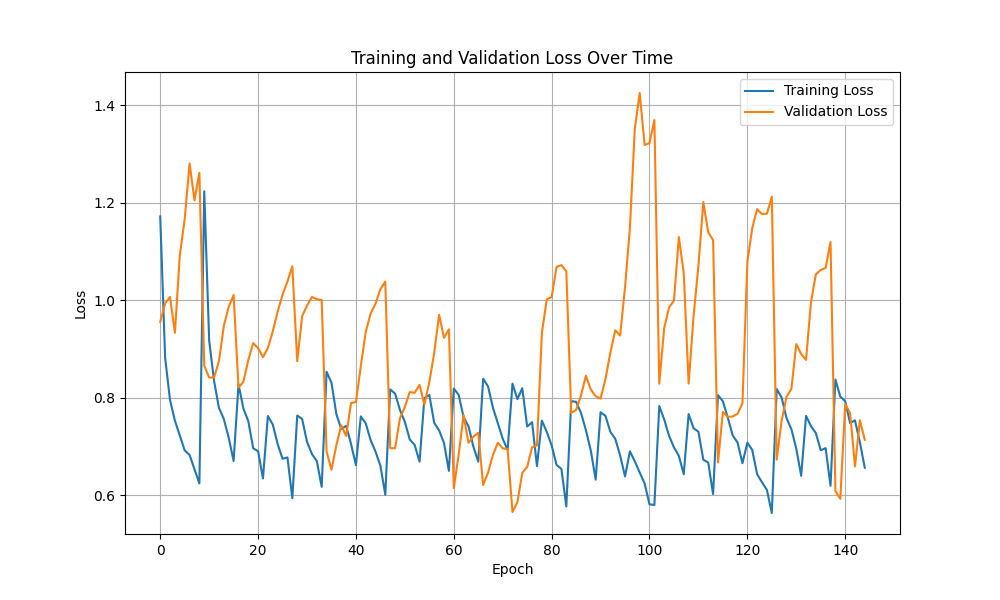 Training and Validation Loss Over Time
Training Loss
Validation Loss
Loss
1.4
1.2
1.0
0.8
0.6
0 20 40 60 80 100 120 140
Epoch